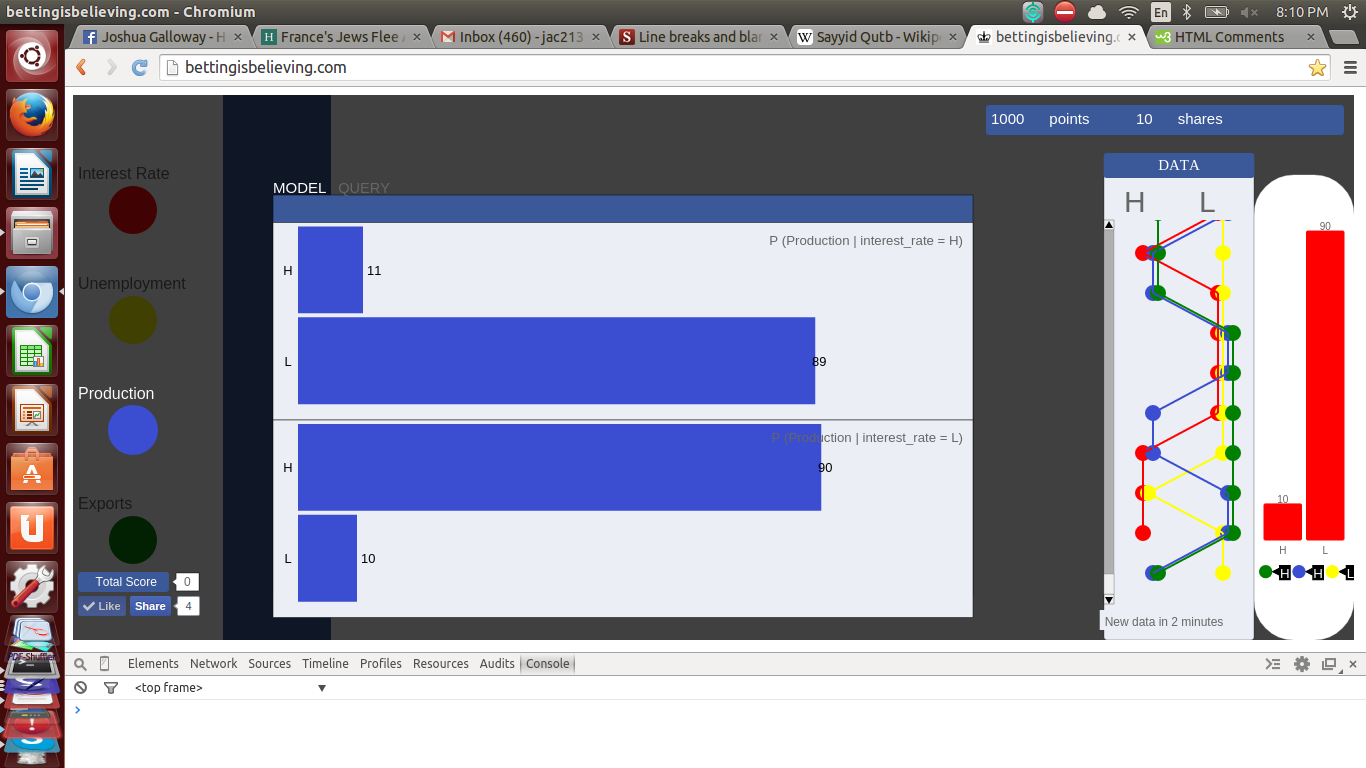 bettingisbelieving.com - Chromium
En
8:10 PM
Joshua Galloway - H
France's Jews Flee A
Inbox (460) - jac213
Line breaks and bla
W Sayyid Qutb - Wikip
bettingisbelieving.c
w3 HTML Comments
bettingisbelieving.com
1000 points 10 shares
Interest Rate
Unemployment
Production
Exports
Total Score 0
Like Share 4
MODEL QUERY
P (Production | interest_rate = H)
H 11
L 89
P (Production | interest_rate = L)
H 90
L 10
DATA
H L
New data in 2 minutes
90
10
H L
H H L
Elements Network Sources Timeline Profiles Resources Audits Console
<top frame>